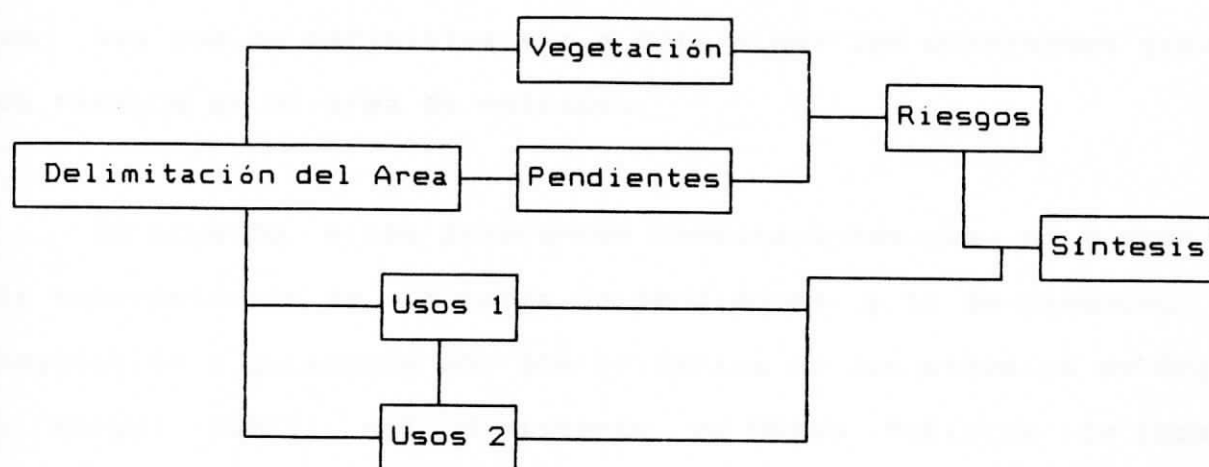 Vegetación
Riesgos
Delimitación del Area
Pendientes
Síntesis
Usos 1
Usos 2